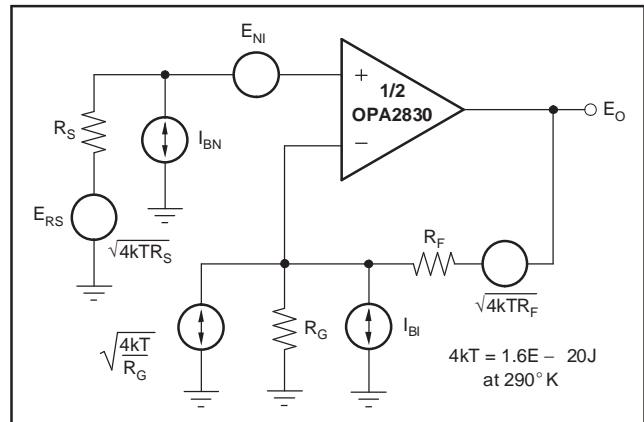 E_NI
+
1/2
OPA2830
−
E_O
R_S
I_BN
E_RS
√4kTR_S
R_F
√4kTR_F
√4kT/R_G
R_G
I_BI
4kT = 1.6E − 20J
at 290° K